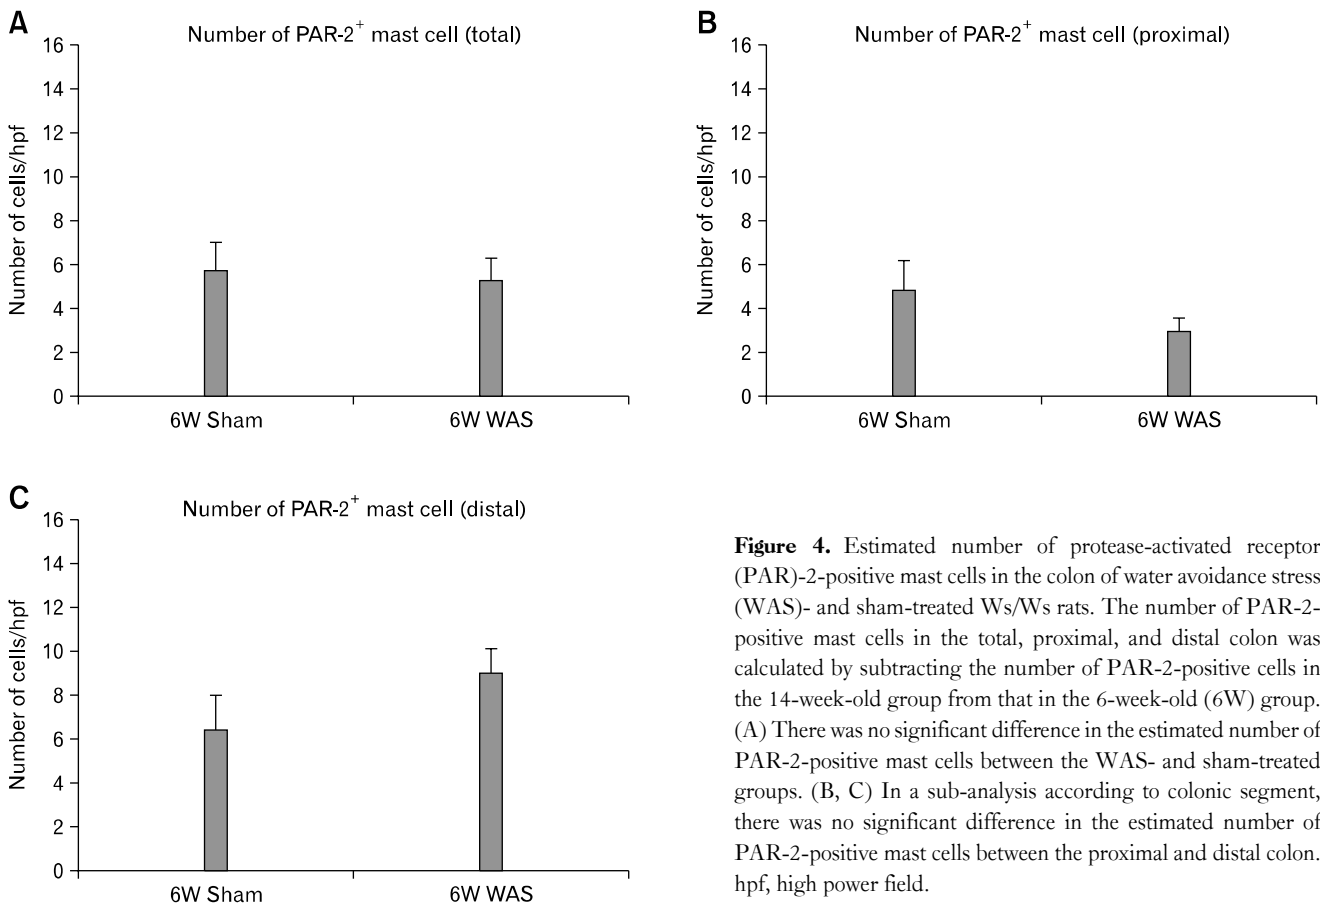 A
Number of PAR-2+ mast cell (total)
Number of cells/hpf
16
14
12
10
8
6
4
2
0
6W Sham 6W WAS
B
Number of PAR-2+ mast cell (proximal)
Number of cells/hpf
16
14
12
10
8
6
4
2
0
6W Sham 6W WAS
C
Number of PAR-2+ mast cell (distal)
Number of cells/hpf
16
14
12
10
8
6
4
2
0
6W Sham 6W WAS
Figure 4. Estimated number of protease-activated receptor
(PAR)-2-positive mast cells in the colon of water avoidance stress
(WAS)- and sham-treated Ws/Ws rats. The number of PAR-2-
positive mast cells in the total, proximal, and distal colon was
calculated by subtracting the number of PAR-2-positive cells in
the 14-week-old group from that in the 6-week-old (6W) group.
(A) There was no significant difference in the estimated number of
PAR-2-positive mast cells between the WAS- and sham-treated
groups. (B, C) In a sub-analysis according to colonic segment,
there was no significant difference in the estimated number of
PAR-2-positive mast cells between the proximal and distal colon.
hpf, high power field.